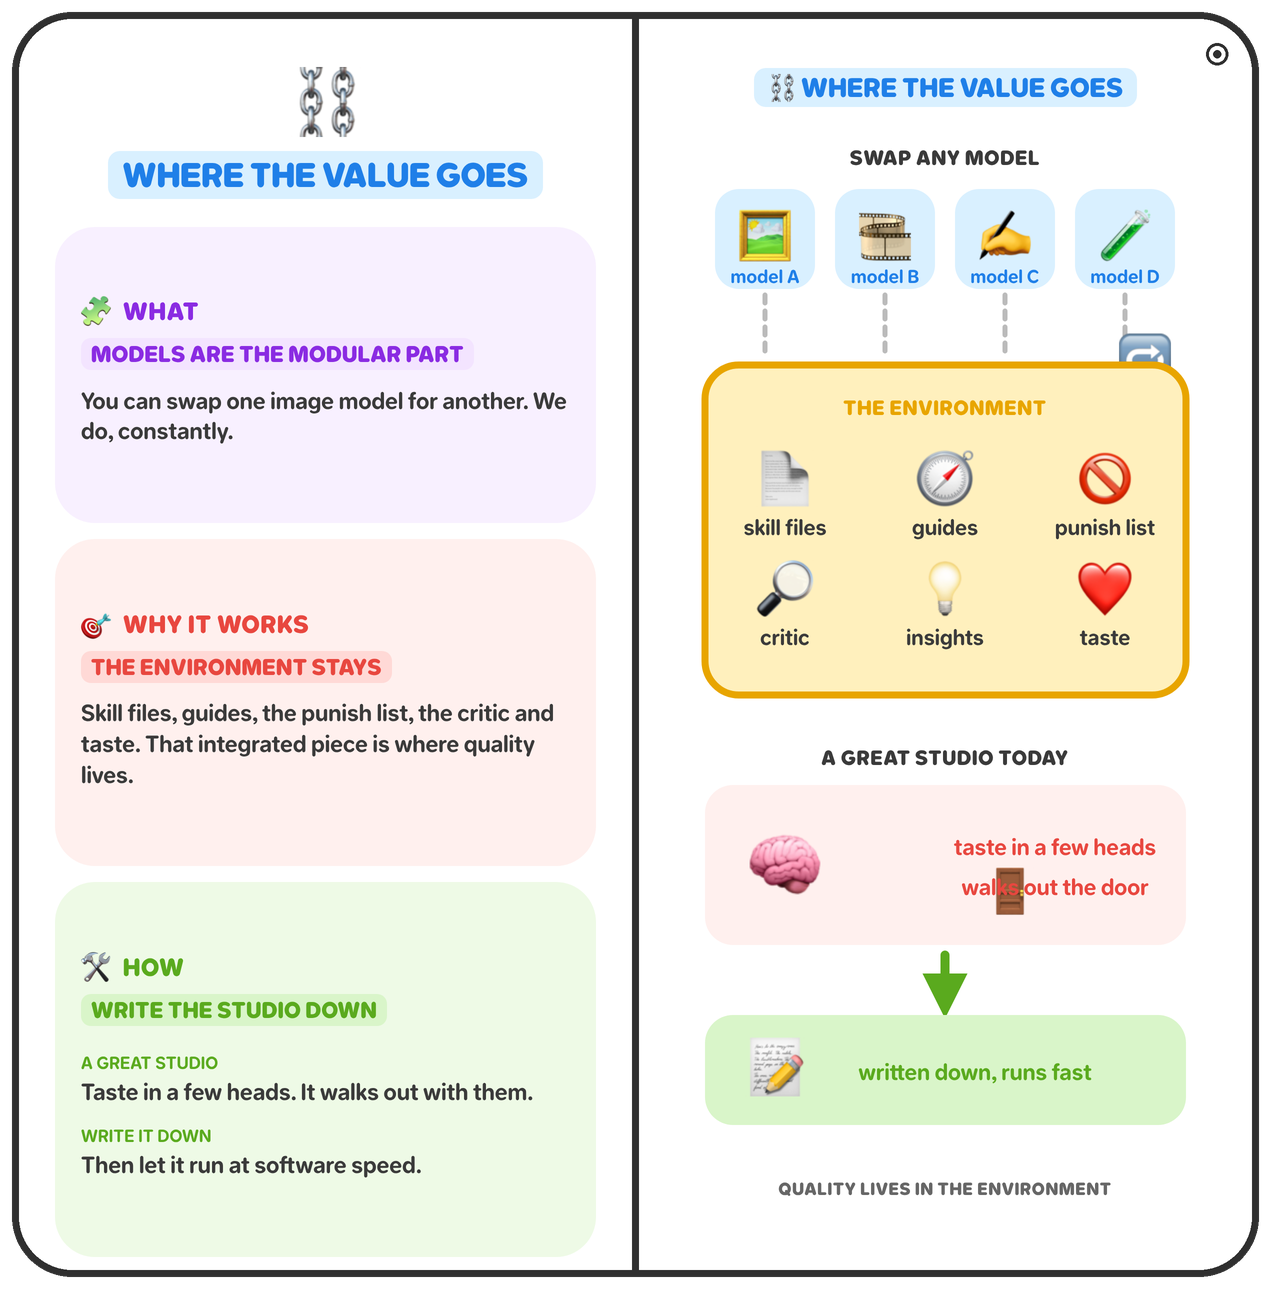 WHERE THE VALUE GOES
WHAT
MODELS ARE THE MODULAR PART
You can swap one image model for another. We
do, constantly.
WHY IT WORKS
THE ENVIRONMENT STAYS
Skill files, guides, the punish list, the critic and
taste. That integrated piece is where quality
lives.
HOW
WRITE THE STUDIO DOWN
A GREAT STUDIO
Taste in a few heads. It walks out with them.
WRITE IT DOWN
Then let it run at software speed.
WHERE THE VALUE GOES
SWAP ANY MODEL
model A model B model C model D
THE ENVIRONMENT
skill files guides punish list
critic insights taste
A GREAT STUDIO TODAY
taste in a few heads
walks out the door
written down, runs fast
QUALITY LIVES IN THE ENVIRONMENT